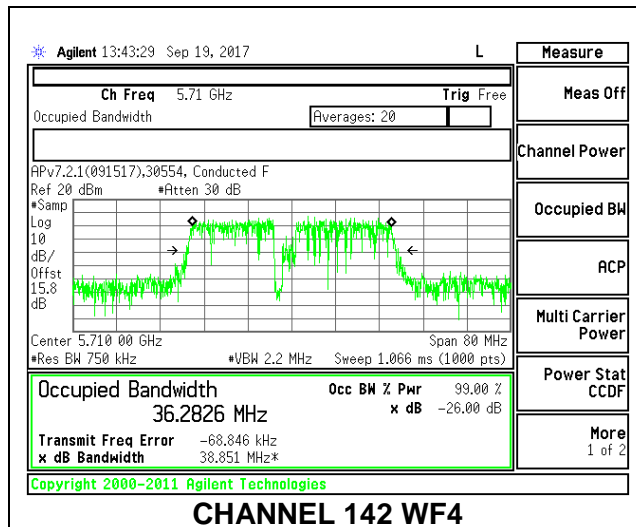 Agilent 13:43:29 Sep 19, 2017 L
Measure
Ch Freq 5.71 GHz Trig Free
Meas Off
Occupied Bandwidth Averages: 20
Channel Power
APv7.2.1(091517),30554, Conducted F
Ref 20 dBm #Atten 30 dB
#Samp
Log
10
dB/
Offst
15.8
dB
Occupied BW
ACP
Center 5.710 00 GHz Span 80 MHz
#Res BW 750 kHz #VBW 2.2 MHz Sweep 1.066 ms (1000 pts)
Multi Carrier
Power
Occupied Bandwidth Occ BW % Pwr 99.00 %
36.2826 MHz x dB -26.00 dB
Power Stat
CCDF
Transmit Freq Error -68.846 kHz
x dB Bandwidth 38.851 MHz*
More
1 of 2
Copyright 2000-2011 Agilent Technologies
CHANNEL 142 WF4